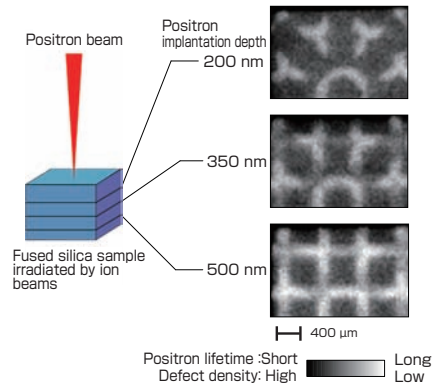 Positron beam
Positron
implantation depth
200 nm
350 nm
500 nm
Fused silica sample
irradiated by ion
beams
400 µm
Positron lifetime :Short Long
Defect density: High Low